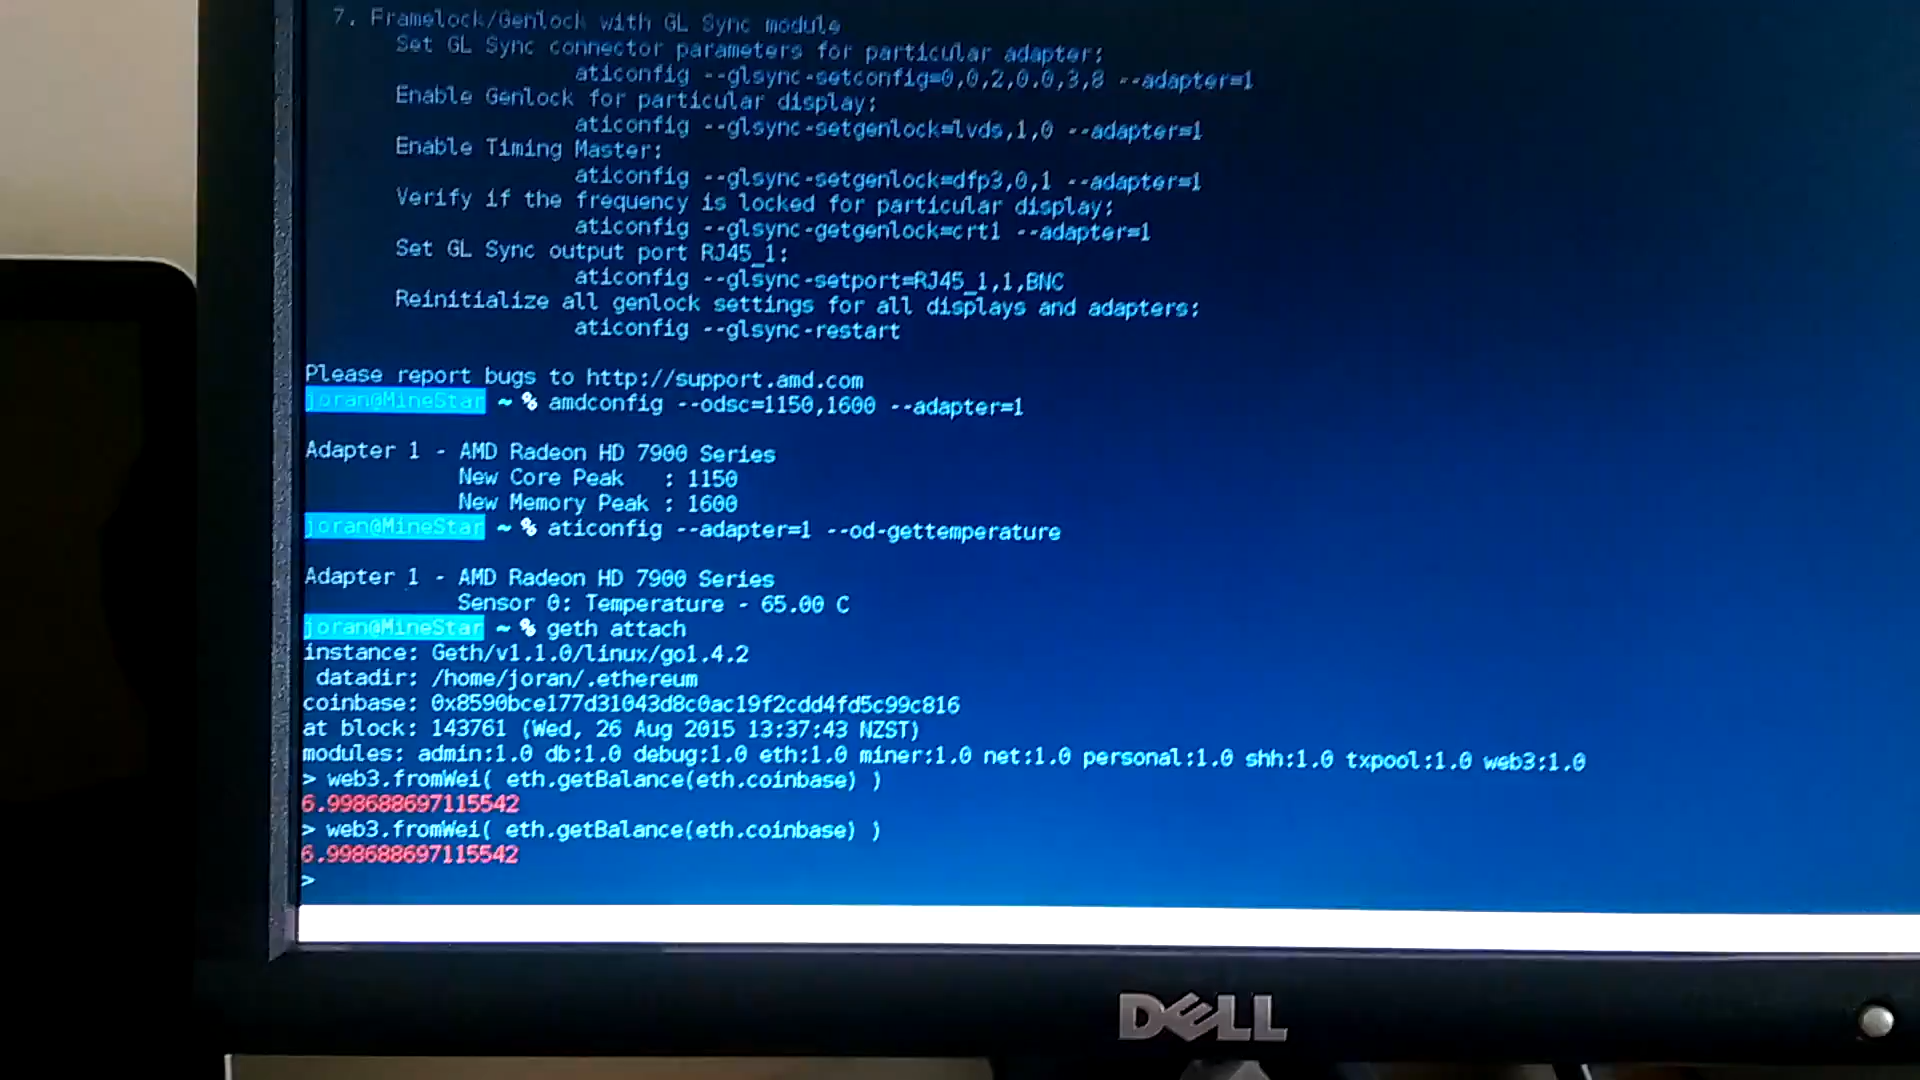 7. Framelock/Genlock with GL Sync module
Set GL Sync connector parameters for particular adapter:
aticonfig --glsync-setconfig=0,0,2,0.0,3,8 --adapter=1
Enable Genlock for particular display:
aticonfig --glsync-setgenlock=lvds,1,0 --adapter=1
Enable Timing Master:
aticonfig --glsync-setgenlock=dfp3,0,1 --adapter=1
Verify if the frequency is locked for particular display:
aticonfig --glsync-getgenlock=crt1 --adapter=1
Set GL Sync output port RJ45_1:
aticonfig --glsync-setport=RJ45_1,1,BNC
Reinitialize all genlock settings for all displays and adapters:
aticonfig --glsync-restart
Please report bugs to http://support.amd.com
joran@MineStar ~ % amdconfig --odsc=1150,1600 --adapter=1
Adapter 1 - AMD Radeon HD 7900 Series
New Core Peak : 1150
New Memory Peak : 1600
joran@MineStar ~ % aticonfig --adapter=1 --od-gettemperature
Adapter 1 - AMD Radeon HD 7900 Series
Sensor 0: Temperature - 65.00 C
joran@MineStar ~ % geth attach
instance: Geth/v1.1.0/linux/go1.4.2
datadir: /home/joran/.ethereum
coinbase: 0x8590bce177d31043d8c0ac19f2cdd4fd5c99c816
at block: 143761 (Wed, 26 Aug 2015 13:37:43 NZST)
modules: admin:1.0 db:1.0 debug:1.0 eth:1.0 miner:1.0 net:1.0 personal:1.0 shh:1.0 txpool:1.0 web3:1.0
> web3.fromWei( eth.getBalance(eth.coinbase) )
6.998688697115542
> web3.fromWei( eth.getBalance(eth.coinbase) )
6.998688697115542
>
DELL